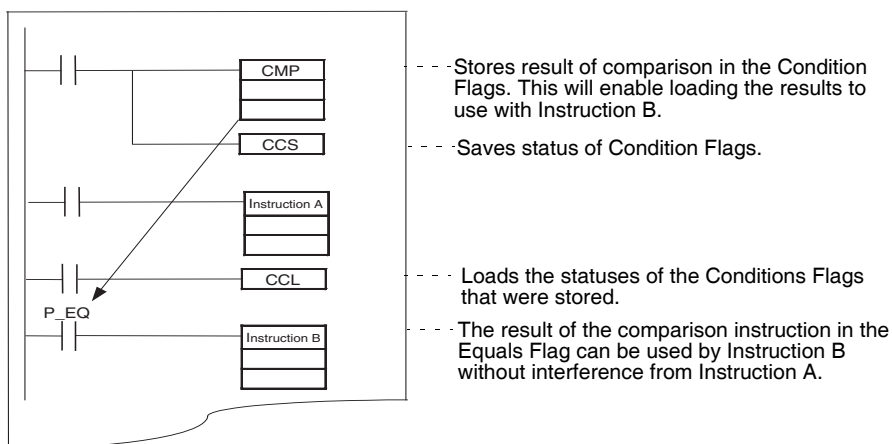 CMP
Stores result of comparison in the Condition
Flags. This will enable loading the results to
use with Instruction B.
CCS
Saves status of Condition Flags.
Instruction A
CCL
Loads the statuses of the Conditions Flags
that were stored.
P_EQ
Instruction B
The result of the comparison instruction in the
Equals Flag can be used by Instruction B
without interference from Instruction A.